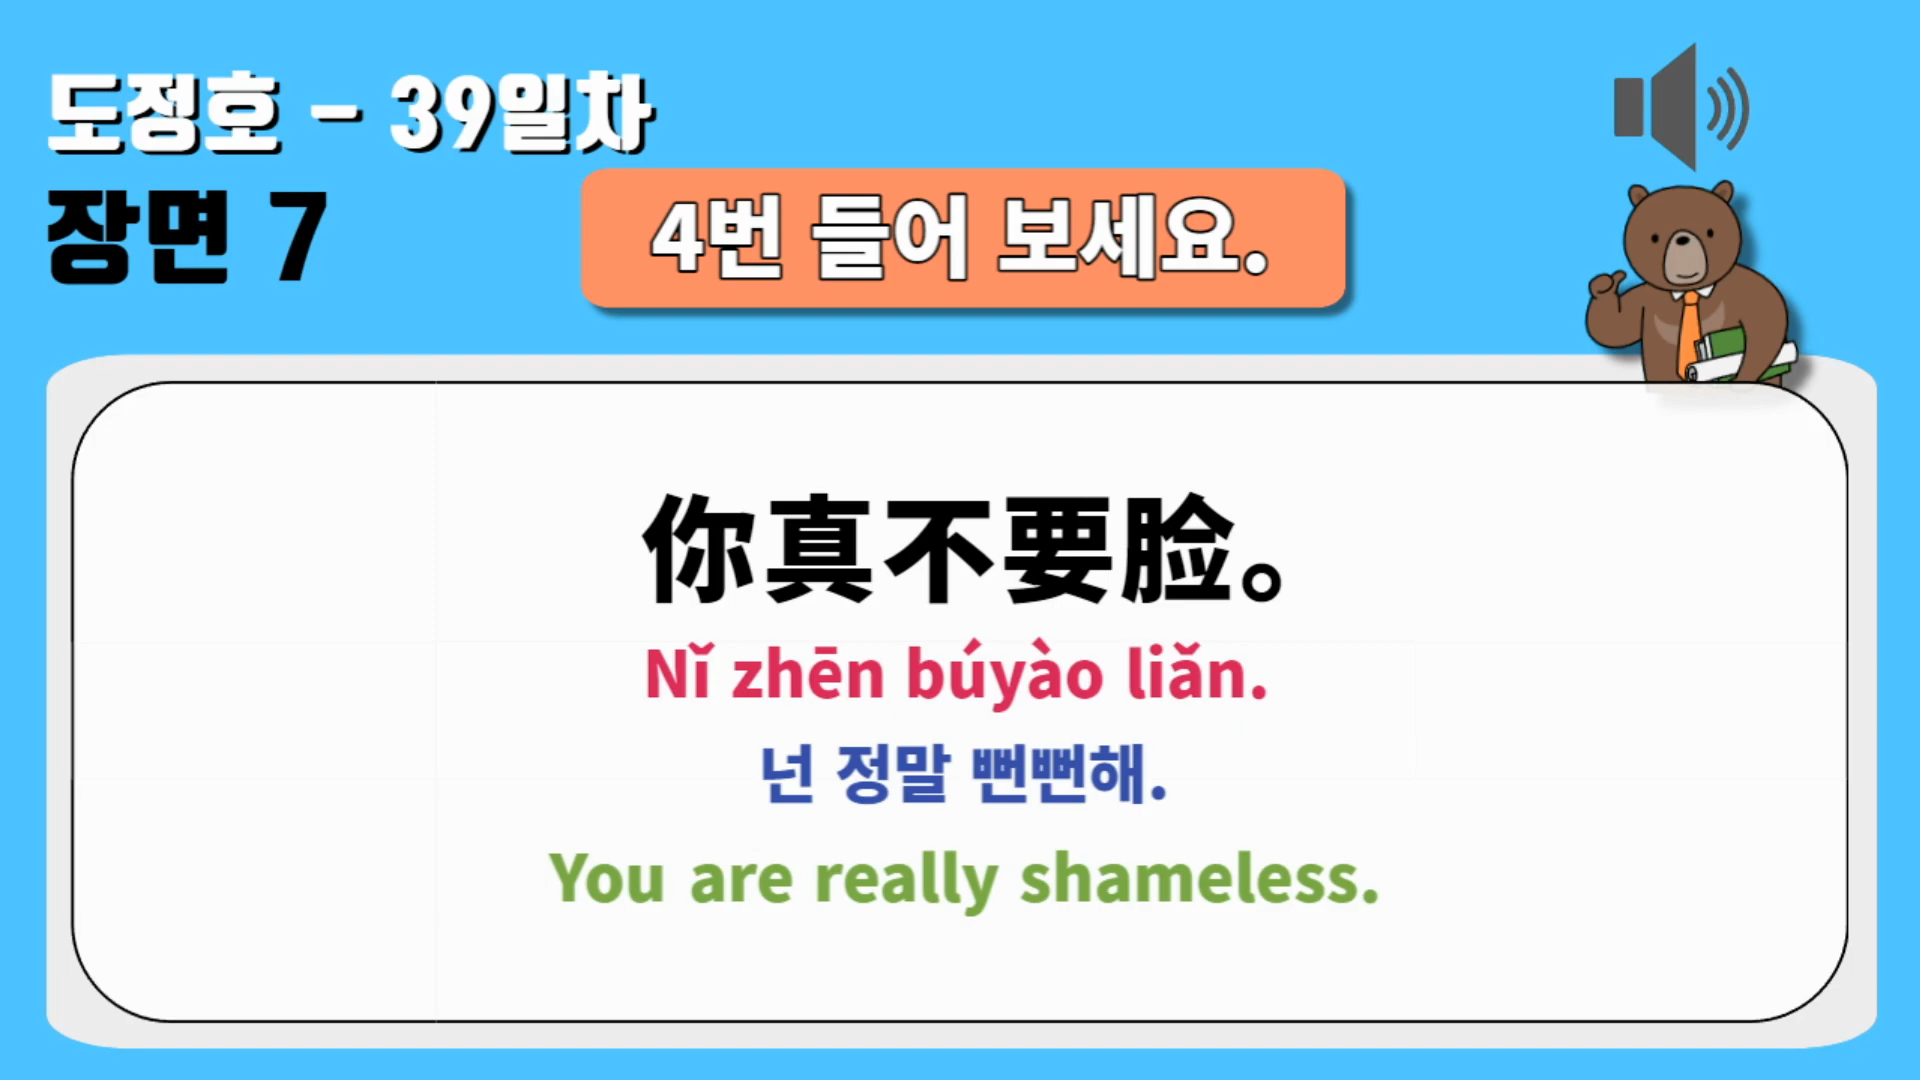 도정호 - 39일차
장면 7
4번 들어 보세요.
你真不要脸。
Nǐ zhēn búyào liǎn.
넌 정말 뻔뻔해.
You are really shameless.